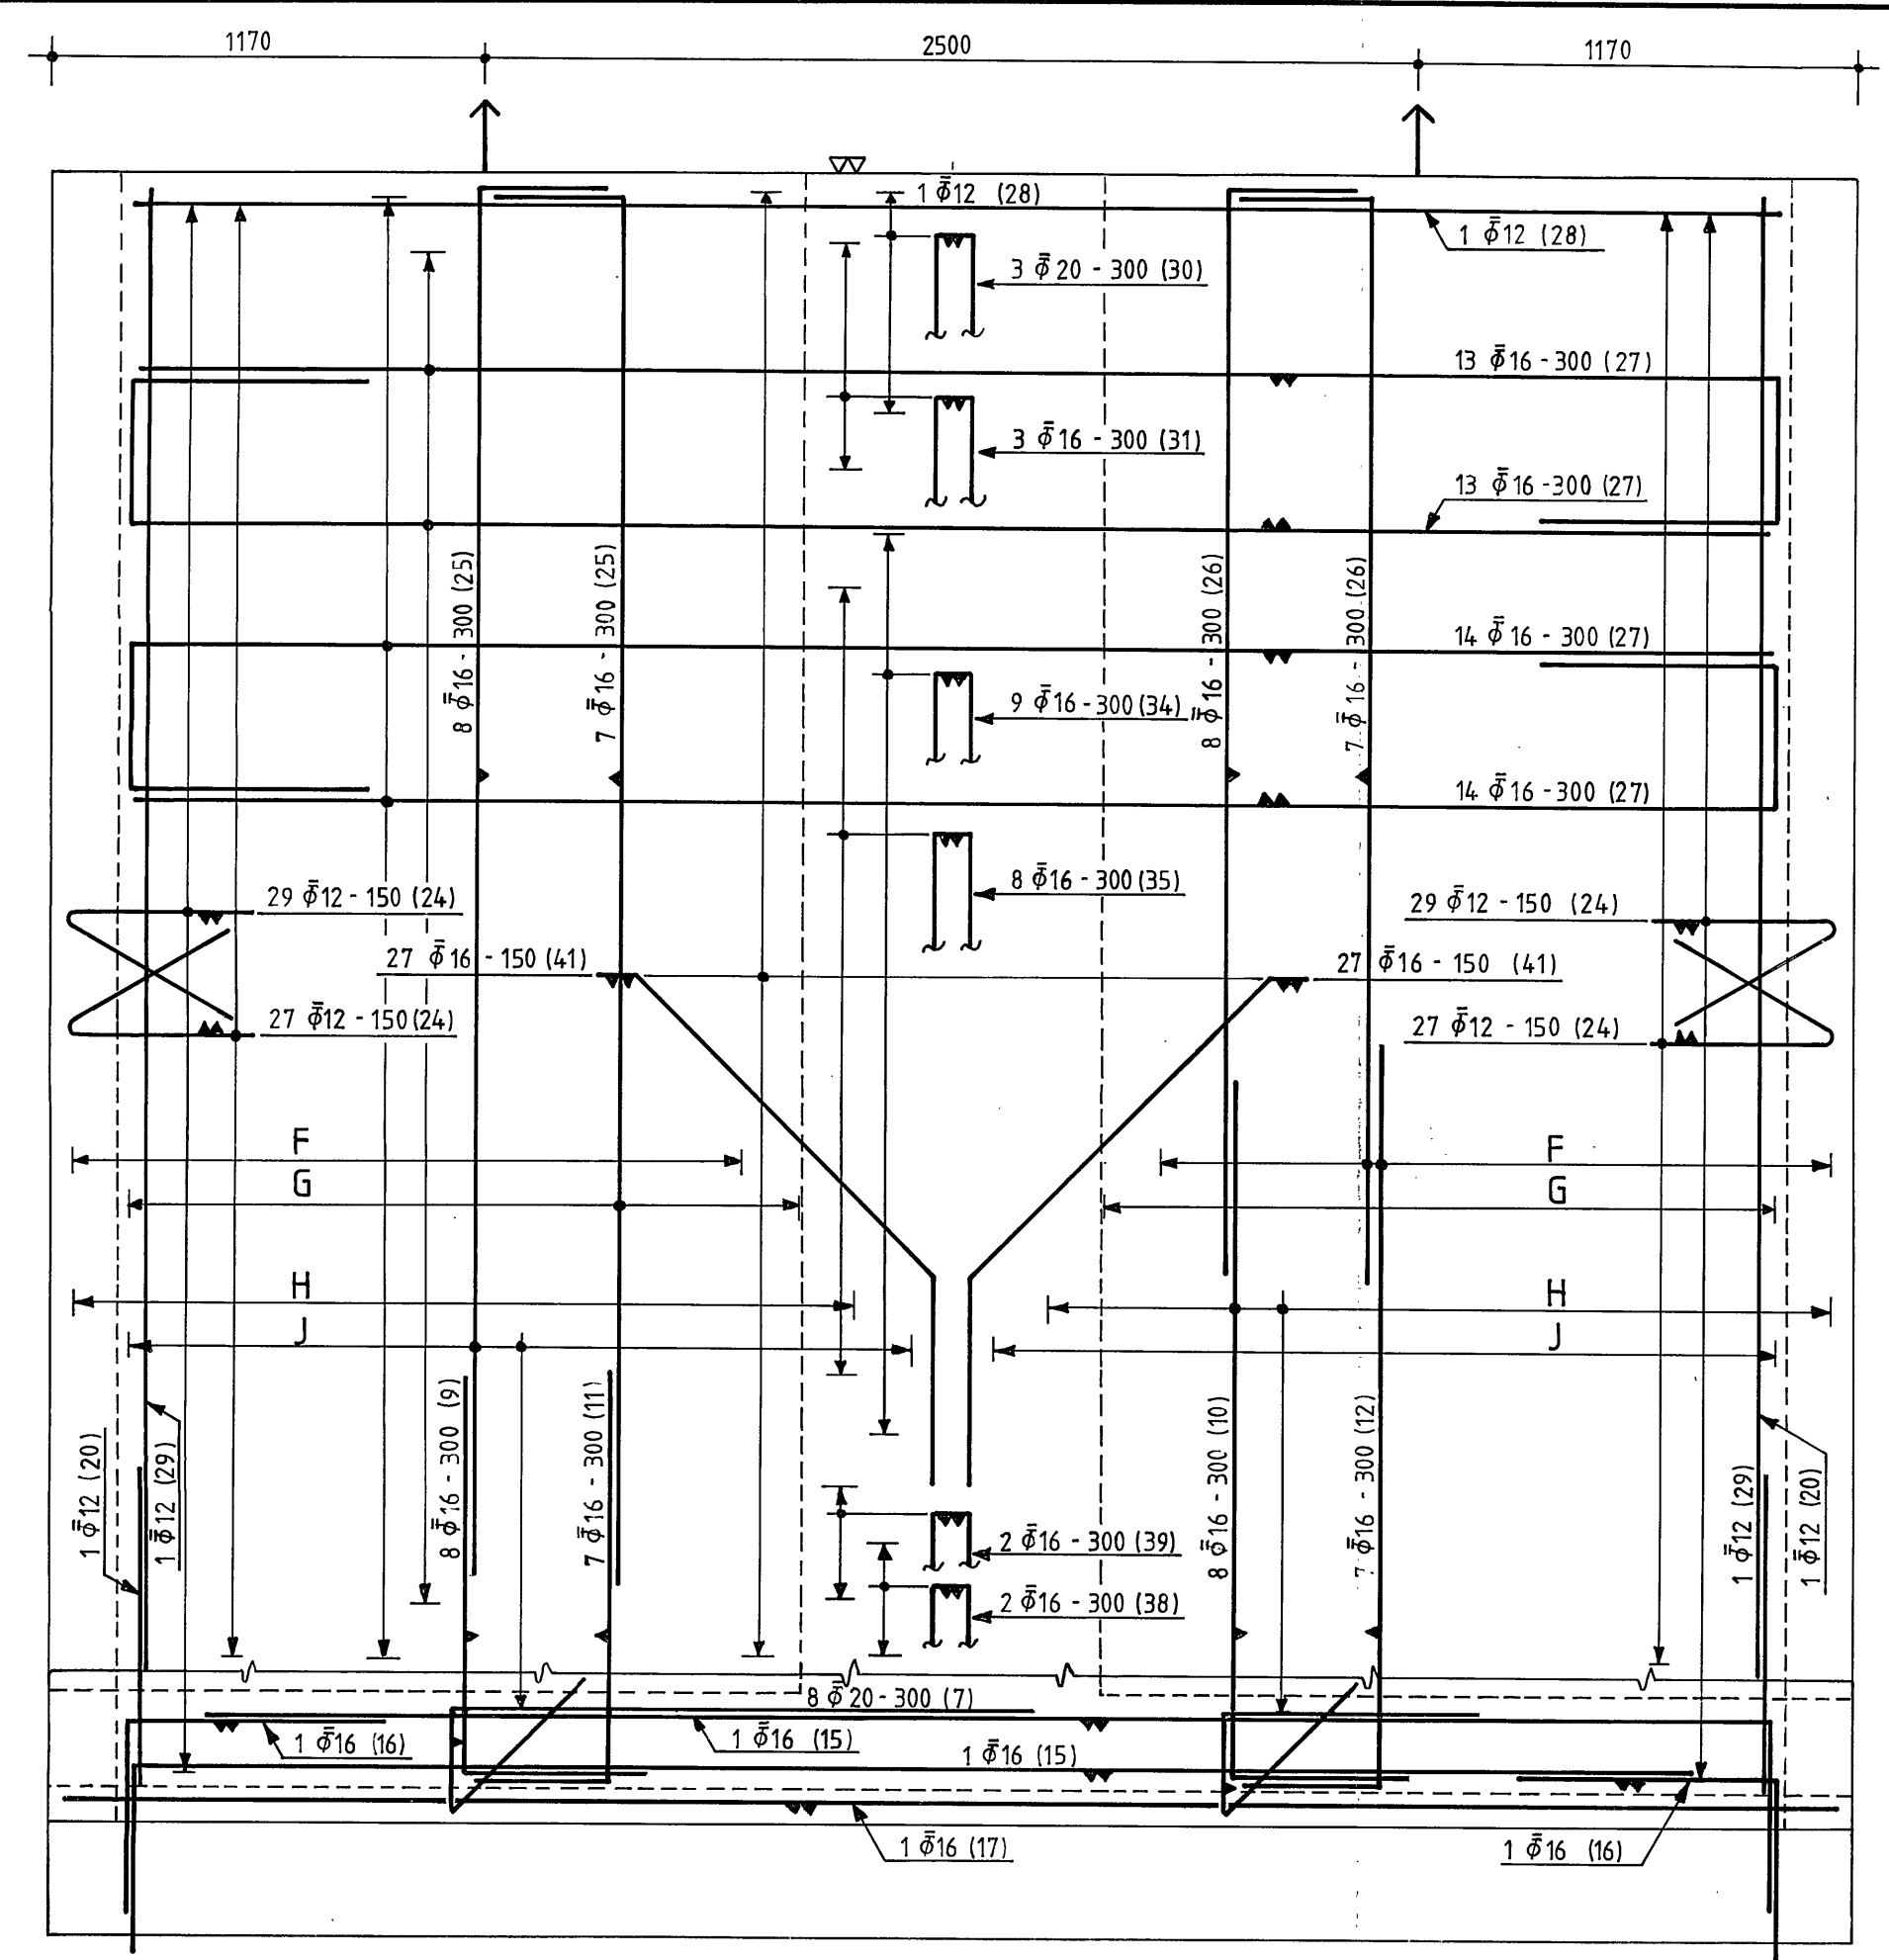 1170
2500
1170
1 Φ̿12 (28)
1 Φ̿12 (28)
3 Φ̿20 - 300 (30)
13 Φ̿16 - 300 (27)
3 Φ̿16 - 300 (31)
13 Φ̿16 - 300 (27)
8 Φ̿16 - 300 (25)
7 Φ̿16 - 300 (25)
8 Φ̿16 - 300 (26)
7 Φ̿16 - 300 (26)
14 Φ̿16 - 300 (27)
9 Φ̿16 - 300 (34)
14 Φ̿16 - 300 (27)
8 Φ̿16 - 300 (35)
29 Φ̿12 - 150 (24)
29 Φ̿12 - 150 (24)
27 Φ̿16 - 150 (41)
27 Φ̿16 - 150 (41)
27 Φ̿12 - 150 (24)
27 Φ̿12 - 150 (24)
F
F
G
G
H
H
J
J
1 Φ̿12 (20)
1 Φ̿12 (29)
8 Φ̿16 - 300 (9)
7 Φ̿16 - 300 (11)
8 Φ̿16 - 300 (10)
7 Φ̿16 - 300 (12)
1 Φ̿12 (29)
1 Φ̿12 (20)
2 Φ̿16 - 300 (39)
2 Φ̿16 - 300 (38)
8 Φ̿20 - 300 (7)
1 Φ̿16 (16)
1 Φ̿16 (15)
1 Φ̿16 (15)
1 Φ̿16 (17)
1 Φ̿16 (16)